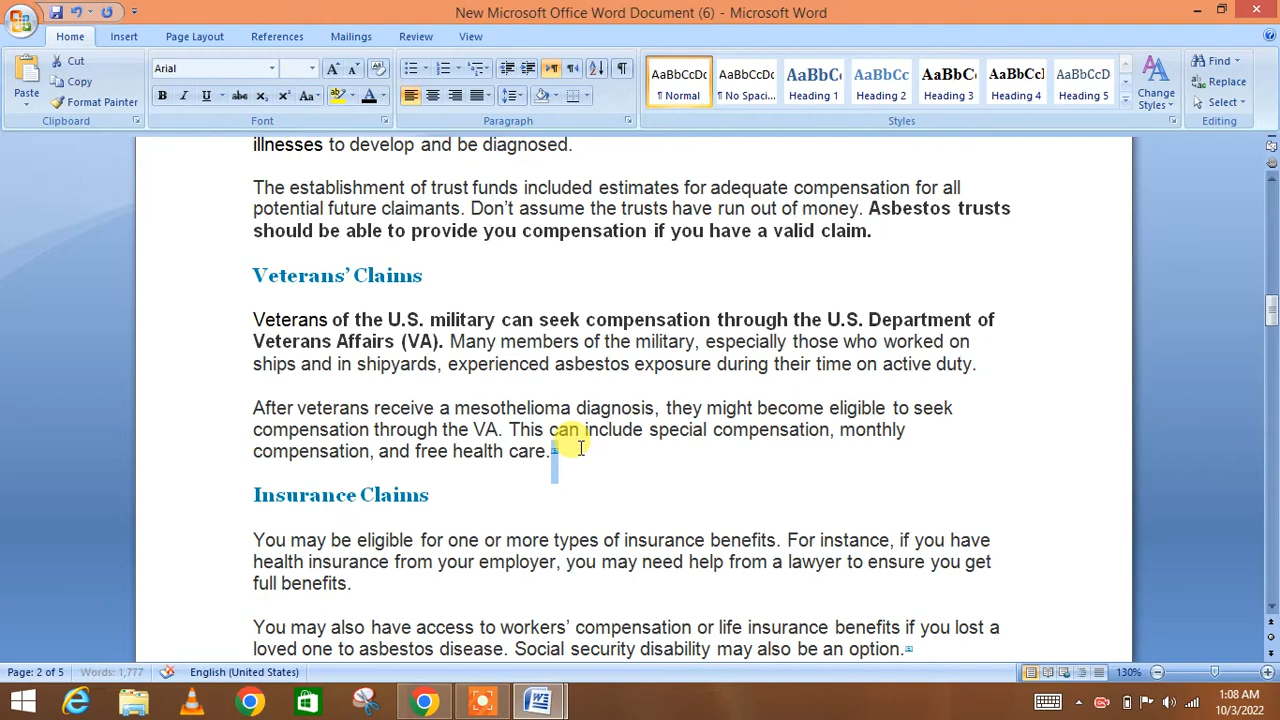 New Microsoft Office Word Document (6) - Microsoft Word
Home Insert Page Layout References Mailings Review View
Paste
Cut
Copy
Format Painter
Clipboard
Arial
Font
Paragraph
AaBbCcDc AaBbCcDc AaBbC AaBbCc AaBbC AaBbCcI AaBbCcD
¶ Normal ¶ No Spaci... Heading 1 Heading 2 Heading 3 Heading 4 Heading 5
Change Styles
Styles
Find
Replace
Select
Editing
illnesses to develop and be diagnosed.
The establishment of trust funds included estimates for adequate compensation for all
potential future claimants. Don’t assume the trusts have run out of money. Asbestos trusts
should be able to provide you compensation if you have a valid claim.
Veterans’ Claims
Veterans of the U.S. military can seek compensation through the U.S. Department of
Veterans Affairs (VA). Many members of the military, especially those who worked on
ships and in shipyards, experienced asbestos exposure during their time on active duty.
After veterans receive a mesothelioma diagnosis, they might become eligible to seek
compensation through the VA. This can include special compensation, monthly
compensation, and free health care.
Insurance Claims
You may be eligible for one or more types of insurance benefits. For instance, if you have
health insurance from your employer, you may need help from a lawyer to ensure you get
full benefits.
You may also have access to workers’ compensation or life insurance benefits if you lost a
loved one to asbestos disease. Social security disability may also be an option.
Page: 2 of 5 Words: 1,777 English (United States) 130%
1:08 AM
10/3/2022